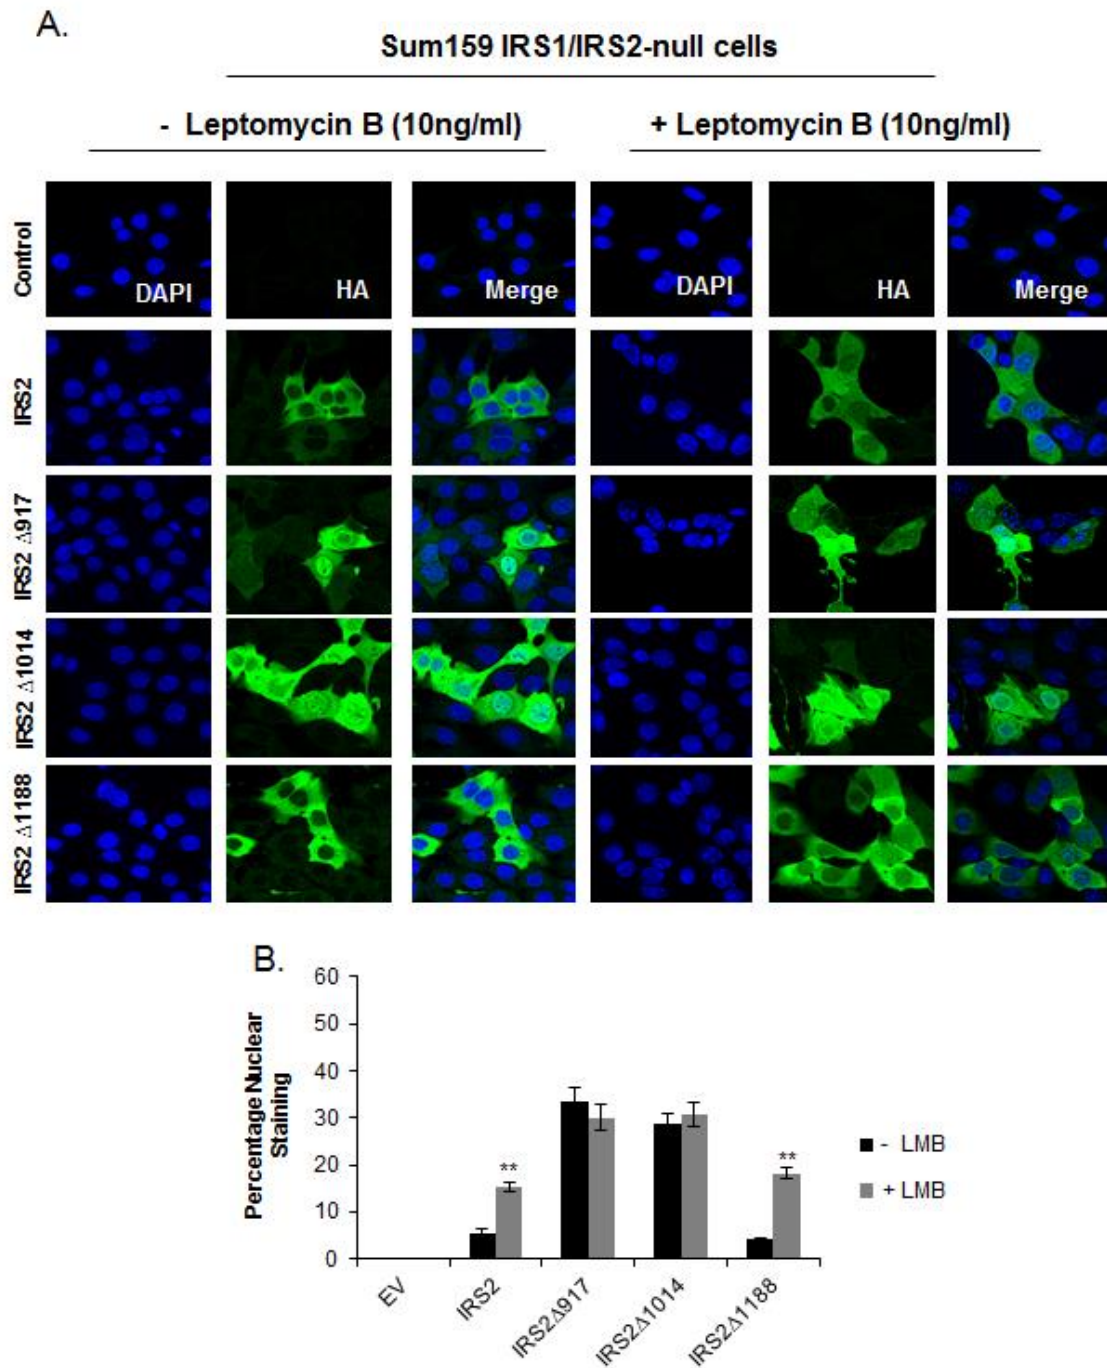 A.
Sum159 IRS1/IRS2-null cells
- Leptomycin B (10ng/ml)
+ Leptomycin B (10ng/ml)
Control
DAPI
HA
Merge
DAPI
HA
Merge
IRS2
IRS2 Δ917
IRS2 Δ1014
IRS2 Δ1188
B.
Percentage Nuclear
Staining
60
50
40
30
20
10
0
**
**
- LMB
+ LMB
EV
IRS2
IRS2Δ917
IRS2Δ1014
IRS2Δ1188